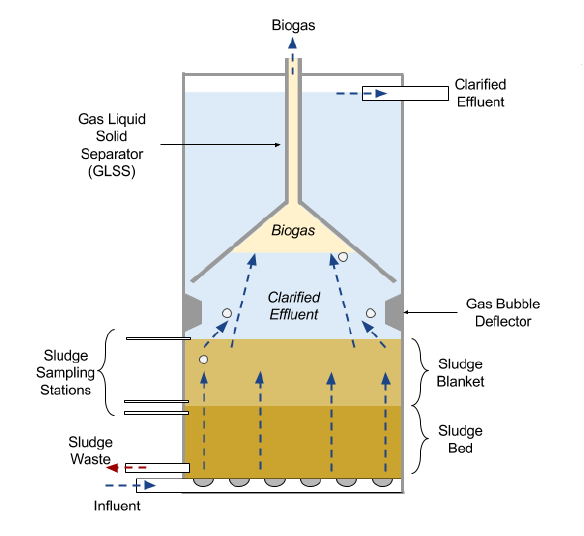 Biogas
Clarified
Effluent
Gas Liquid
Solid
Separator
(GLSS)
Biogas
Clarified
Effluent
Gas Bubble
Deflector
Sludge
Sampling
Stations
Sludge
Blanket
Sludge
Bed
Sludge
Waste
Influent